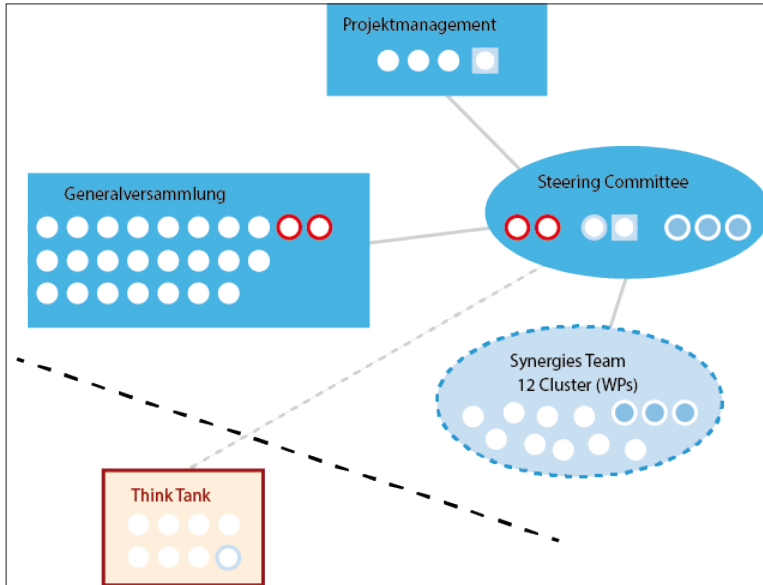 Projektmanagement
Generalversammlung
Steering Committee
Synergies Team
12 Cluster (WPs)
Think Tank